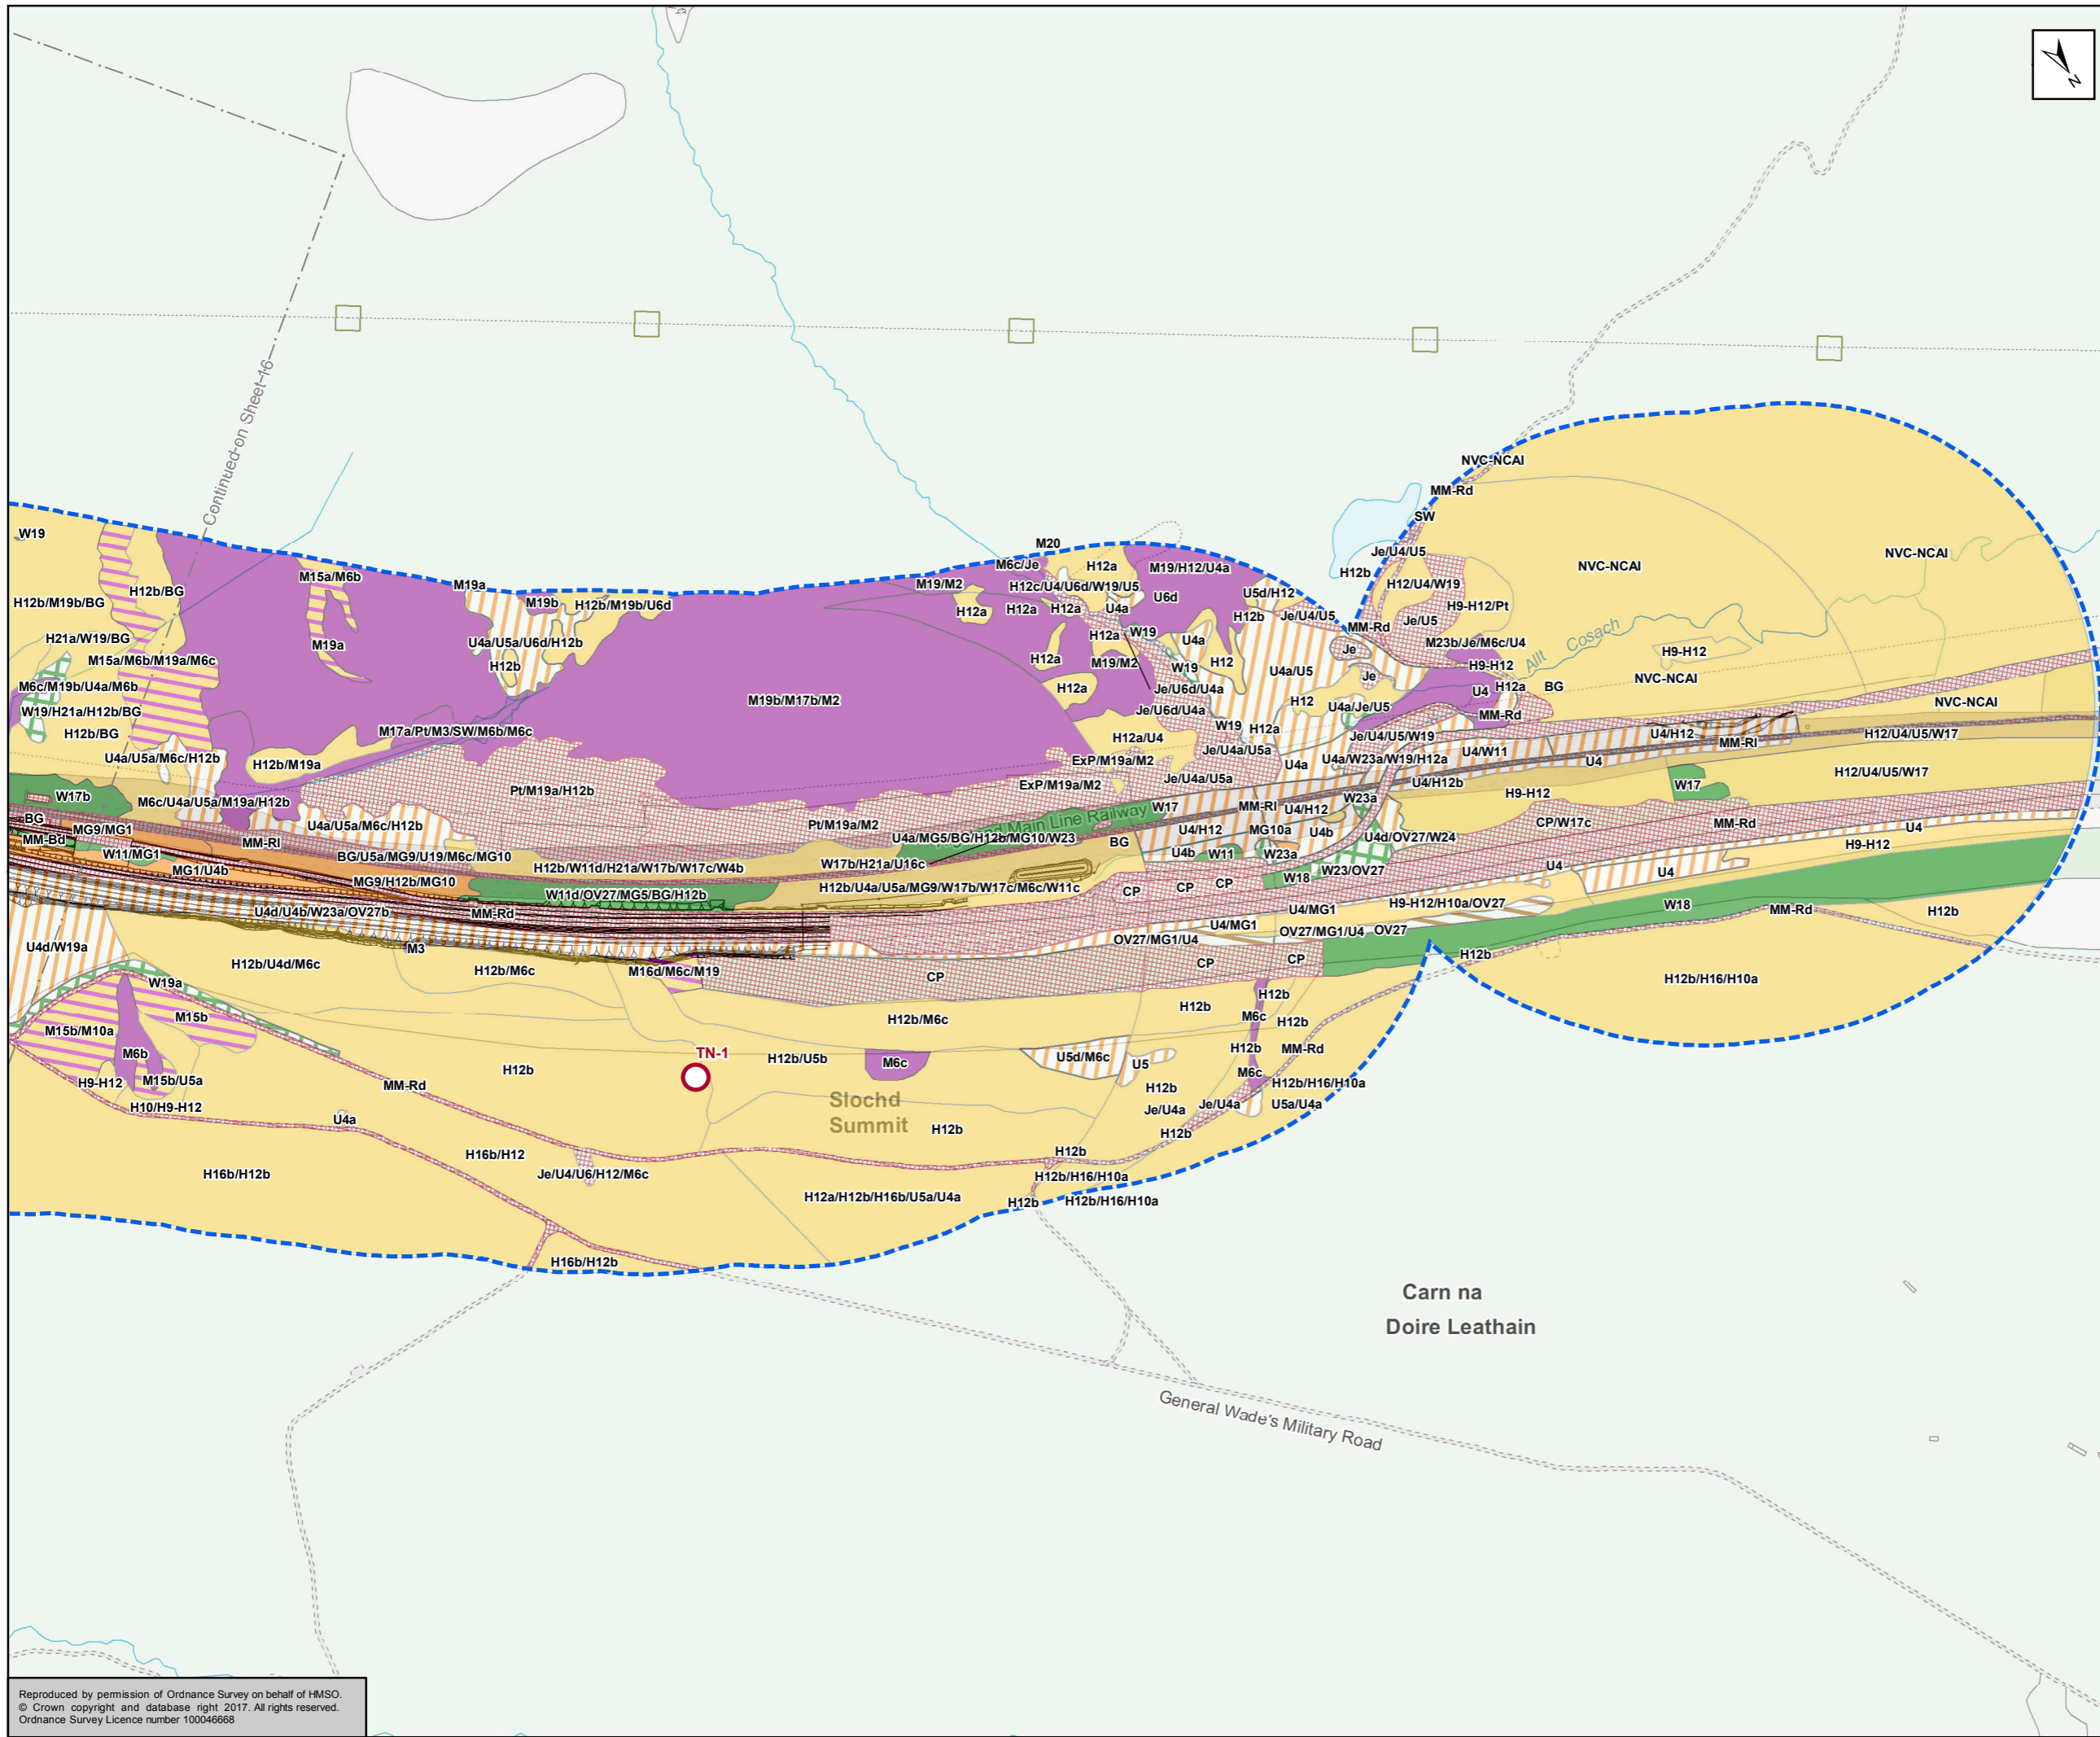 N
Continued on Sheet 16
NVC-NCAI
MM-Rd
SW
W19
M20
M15a/M6b
M19a
M6c/Je
H12a
M19/H12/U4a
Je/U4/U5
NVC-NCAI
NVC-NCAI
H12b/BG
M19/M2
H12c/U4/U6d/W19/U5
H12b
H12b/M19b/BG
M19b
H12b/M19b/U6d
U6d
U5d/H12
H12/U4/W19
H12a
H12a
H12a
U4a
H12b
Je/U4/U5
H9-H12/Pt
Je/U5
MM-Rd
H21a/W19/BG
M19a
U4a/U5a/U6d/H12b
H12a
W19
U4a
M23b/Je/M6c/U4
Allt Cosach
M15a/M6b/M19a/M6c
H12b
H12a
M19/M2
W19
H12
U4a/U5
Je
H9-H12
H9-H12
M6c/M19b/U4a/M6b
H12a
Je/U6d/U4a
Je
U4
H12a
BG
NVC-NCAI
W19/H21a/H12b/BG
M19b/M17b/M2
Je/U6d/U4a
H12
U4a/Je/U5
MM-Rd
NVC-NCAI
H12b/BG
M17a/Pt/M3/SW/M6b/M6c
H12a/U4
W19
H12a
Je/U4/U5/W19
U4/H12
MM-Rl
H12/U4/U5/W17
U4a/U5a/M6c/H12b
H12b/M19a
ExP/M19a/M2
Je/U4a/U5a
U4a
U4a/W23a/W19/H12a
U4/W11
U4
H12/U4/U5/W17
Pt/M19a/H12b
ExP/M19a/M2
Je/U4a/U5a
U4/H12b
W17
W17b
M6c/U4a/U5a/M19a/H12b
W17
MM-Rl
U4/H12
W23a
H9-H12
BG
MG9/MG1
U4a/U5a/M6c/H12b
Pt/M19a/M2
Main Line Railway
U4a/MG5/BG/H12b/MG10/W23
U4/H12
MG10a
U4b
U4d/OV27/W24
CP/W17c
MM-Rd
U4
MM-Bd
MM-Rl
BG
W11/MG1
BG/U5a/MG9/U19/M6c/MG10
H12b/W11d/H21a/W17b/W17c/W4b
W17b/H21a/U16c
U4b
W11
W23a
W23/OV27
U4
U4
H9-H12
MG1/U4b
MG9/H12b/MG10
W11d/OV27/MG5/BG/H12b
H12b/U4a/U5a/MG9/W17b/W17c/M6c/W11c
CP
CP
CP
W18
H9-H12/H10a/OV27
W18
MM-Rd
H12b
U4d/U4b/W23a/OV27b
MM-Rd
U4/MG1
U4/MG1
OV27/MG1/U4
OV27
U4d/W19a
M3
OV27/MG1/U4
H12b
H12b/U4d/M6c
H12b/M6c
M16d/M6c/M19
CP
CP
CP
H12b/H16/H10a
W19a
M15b
H12b/M6c
H12b
H12b
M6c
H12b
M15b/M10a
M6b
TN-1
H12b/U5b
M6c
U5d/M6c
U5
H12b
MM-Rd
H9-H12
M15b/U5a
H12b
MM-Rd
H12b
M6c
H12b/H16/H10a
H10/H9-H12
U4a
Slochd
Summit
H12b
Je/U4a
Je/U4a
U5a/U4a
H12b
H16b/H12
H12b
H16b/H12b
Je/U4/U6/H12/M6c
H12a/H12b/H16b/U5a/U4a
H12b/H16/H10a
H12b
H12b/H16/H10a
H16b/H12b
Carn na
Doire Leathain
General Wade's Military Road
Reproduced by permission of Ordnance Survey on behalf of HMSO.
© Crown copyright and database right 2017. All rights reserved.
Ordnance Survey Licence number 100046668